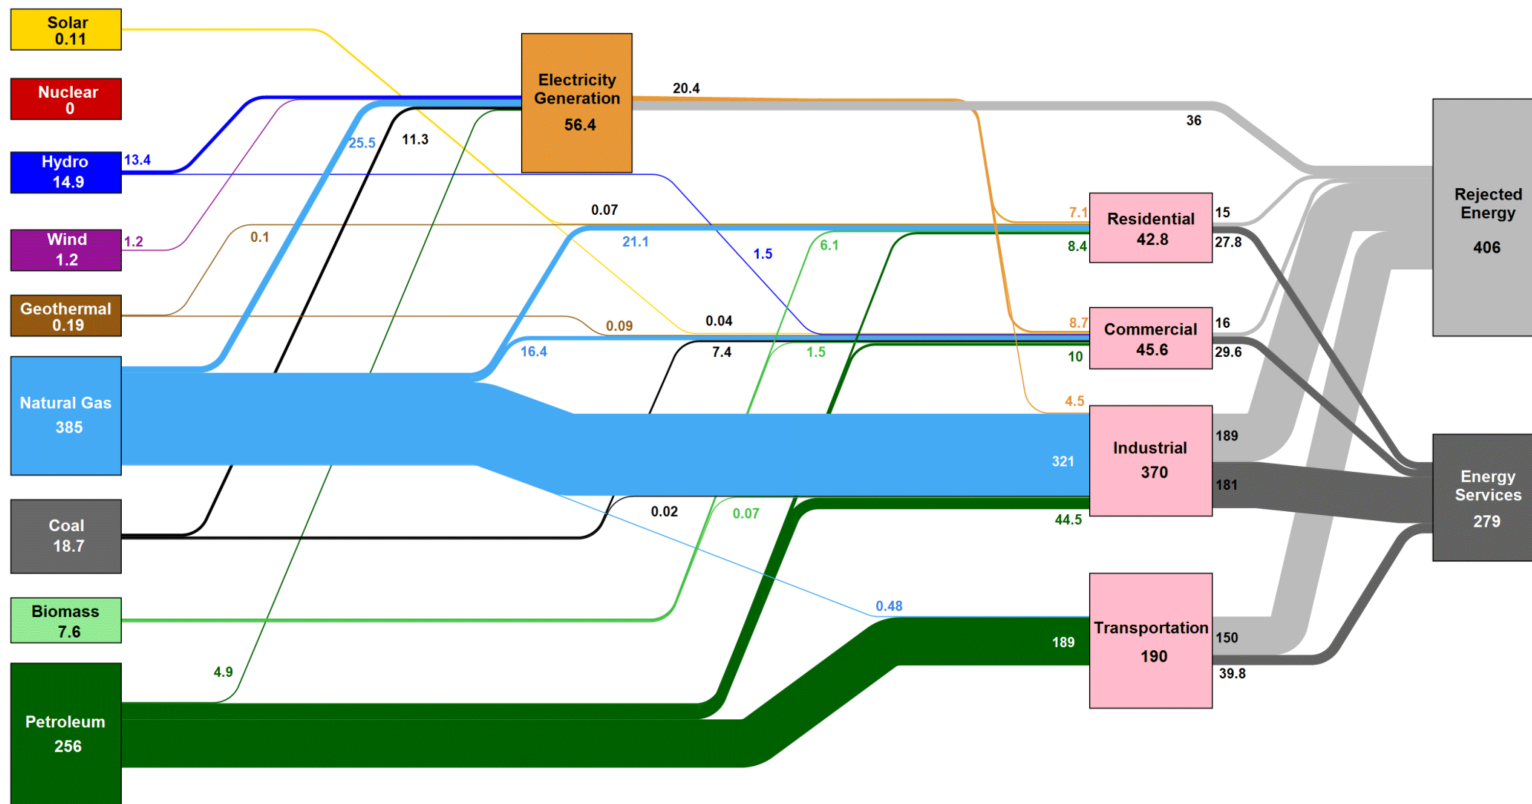 Solar
0.11
Nuclear
0
Hydro
14.9
Wind
1.2
Geothermal
0.19
Natural Gas
385
Coal
18.7
Biomass
7.6
Petroleum
256
13.4
1.2
0.1
25.5
11.3
4.9
Electricity
Generation
56.4
20.4
36
0.07
21.1
6.1
1.5
7.1
8.4
0.09
16.4
0.04
7.4
1.5
8.7
10
0.02
0.07
4.5
321
44.5
0.48
189
Residential
42.8
15
27.8
Commercial
45.6
16
29.6
Industrial
370
189
181
Transportation
190
150
39.8
Rejected
Energy
406
Energy
Services
279